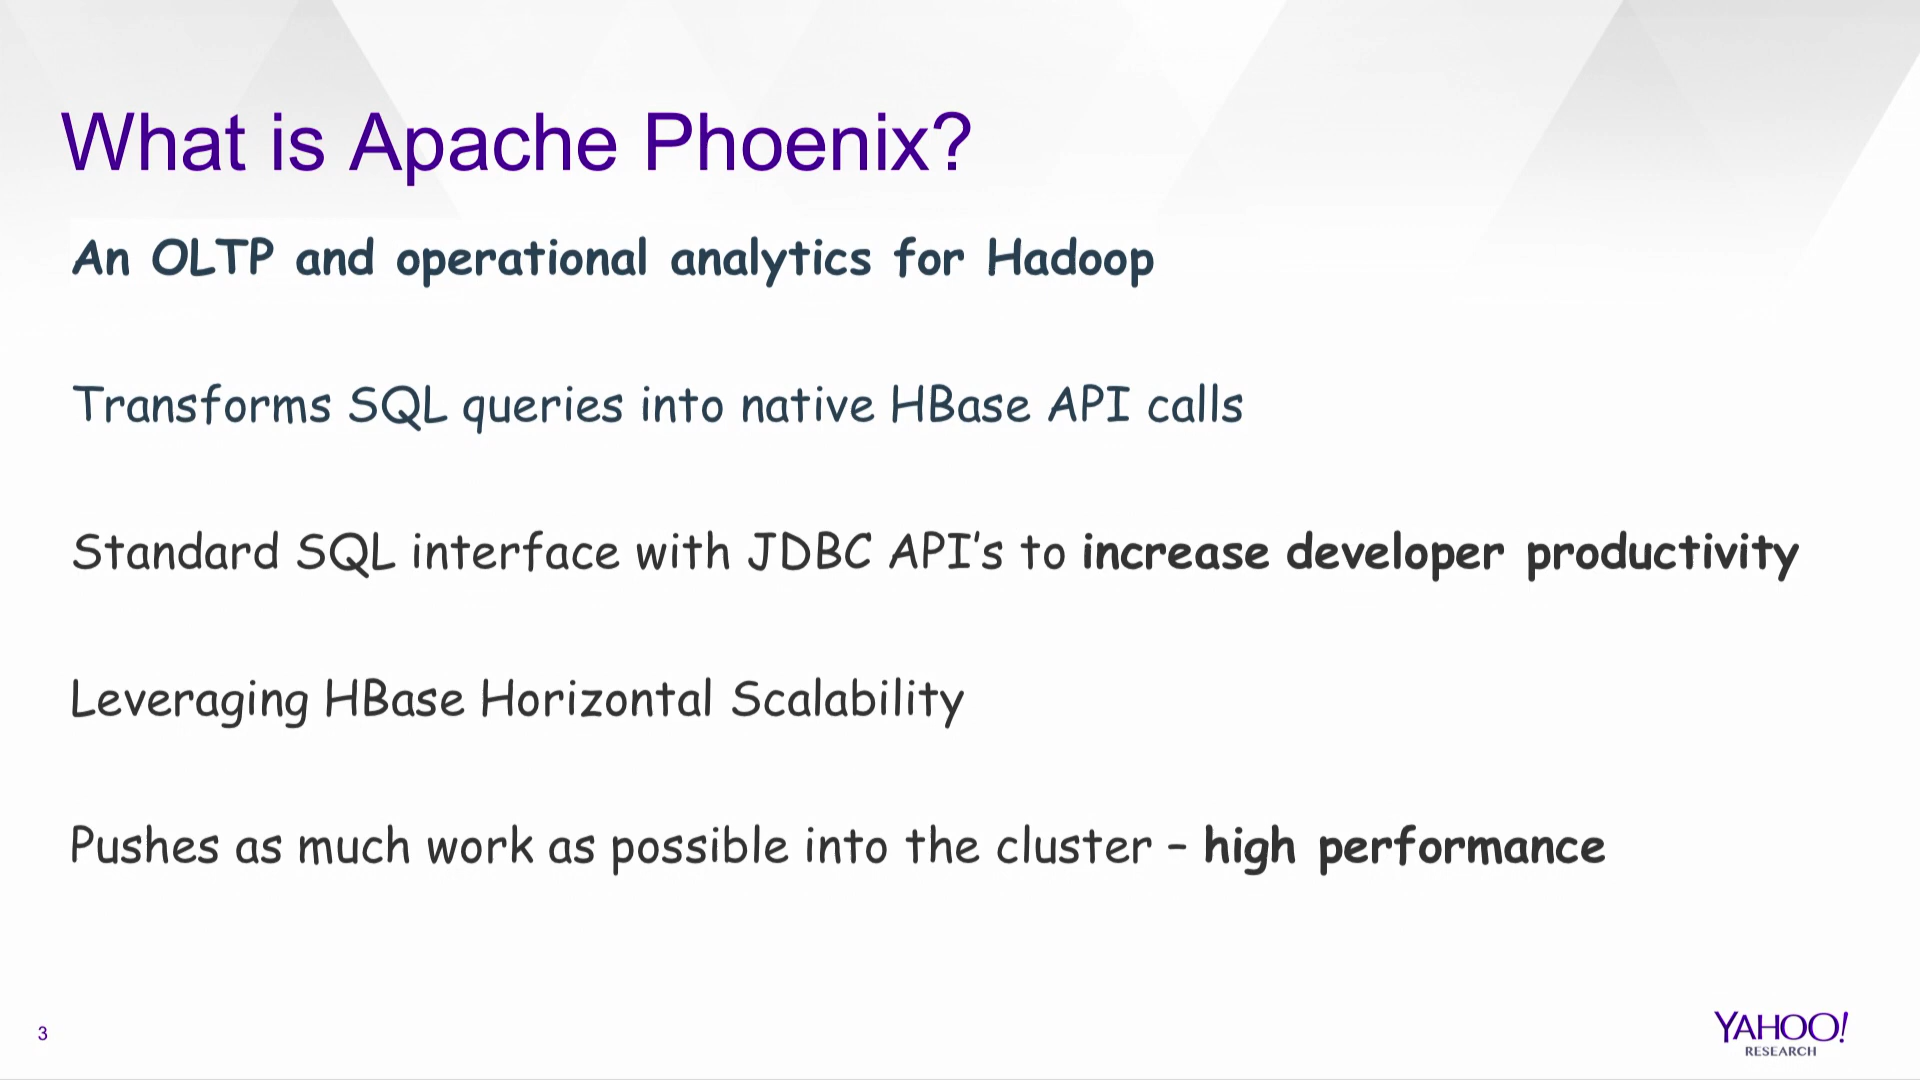 What is Apache Phoenix?
An OLTP and operational analytics for Hadoop
Transforms SQL queries into native HBase API calls
Standard SQL interface with JDBC API's to increase developer productivity
Leveraging HBase Horizontal Scalability
Pushes as much work as possible into the cluster – high performance
3
YAHOO!
RESEARCH